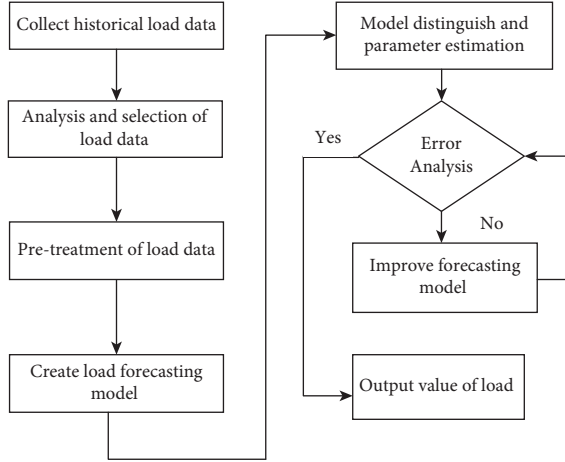 Collect historical load data
Analysis and selection of
load data
Pre-treatment of load data
Create load forecasting
model
Model distinguish and
parameter estimation
Yes
Error
Analysis
No
Improve forecasting
model
Output value of load